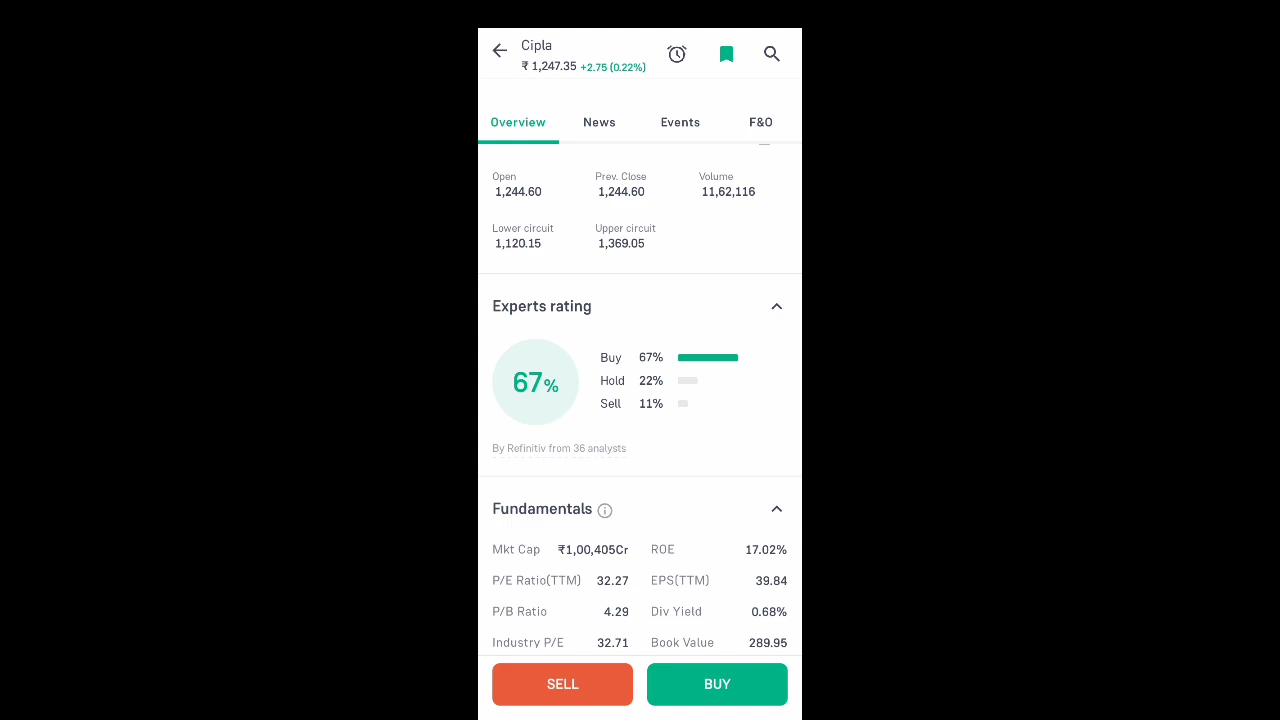 Cipla
₹ 1,247.35 +2.75 (0.22%)
Overview News Events F&O
Open Prev. Close Volume
1,244.60 1,244.60 11,62,116
Lower circuit Upper circuit
1,120.15 1,369.05
Experts rating
67%
Buy 67%
Hold 22%
Sell 11%
By Refinitiv from 36 analysts
Fundamentals
Mkt Cap ₹1,00,405Cr ROE 17.02%
P/E Ratio(TTM) 32.27 EPS(TTM) 39.84
P/B Ratio 4.29 Div Yield 0.68%
Industry P/E 32.71 Book Value 289.95
SELL BUY